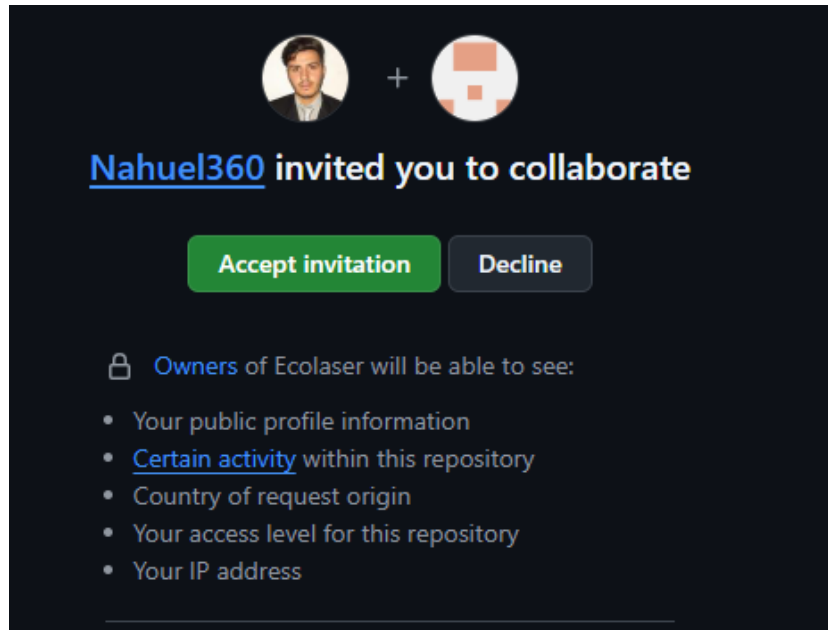 Nahuel360 invited you to collaborate
Accept invitation Decline
Owners of Ecolaser will be able to see:
Your public profile information
Certain activity within this repository
Country of request origin
Your access level for this repository
Your IP address